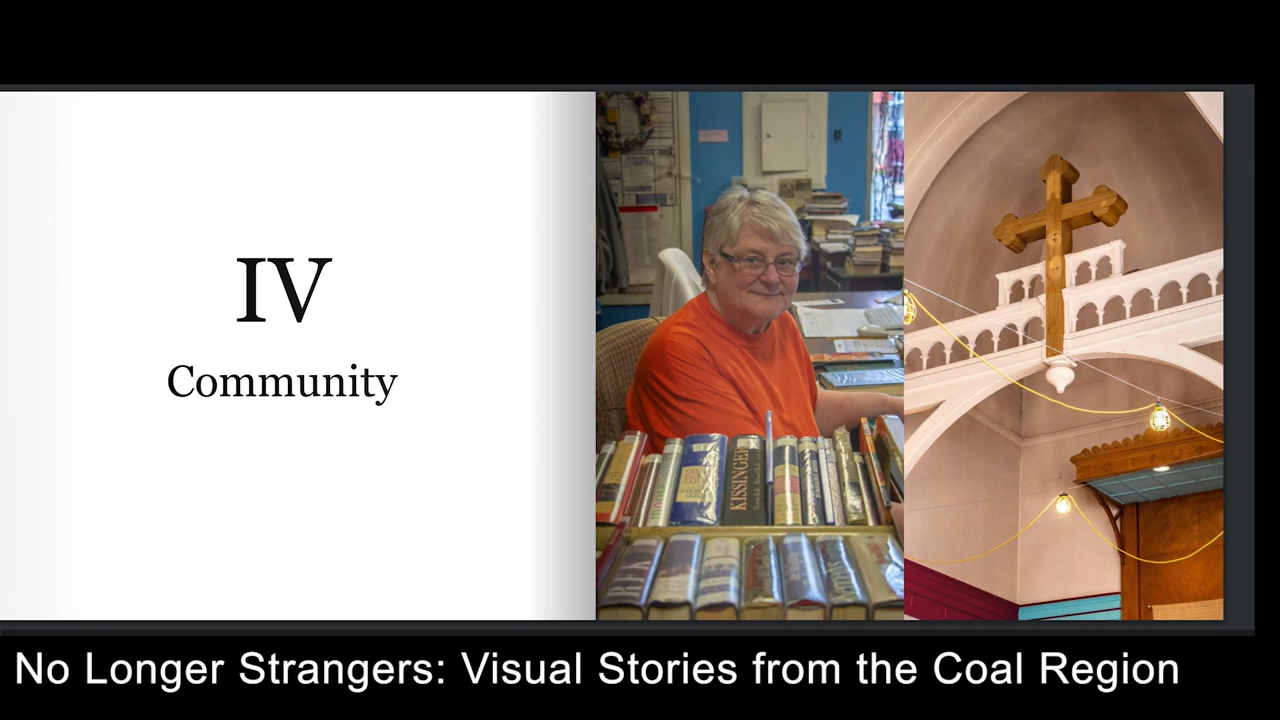 IV
Community
KISSINGER
No Longer Strangers: Visual Stories from the Coal Region